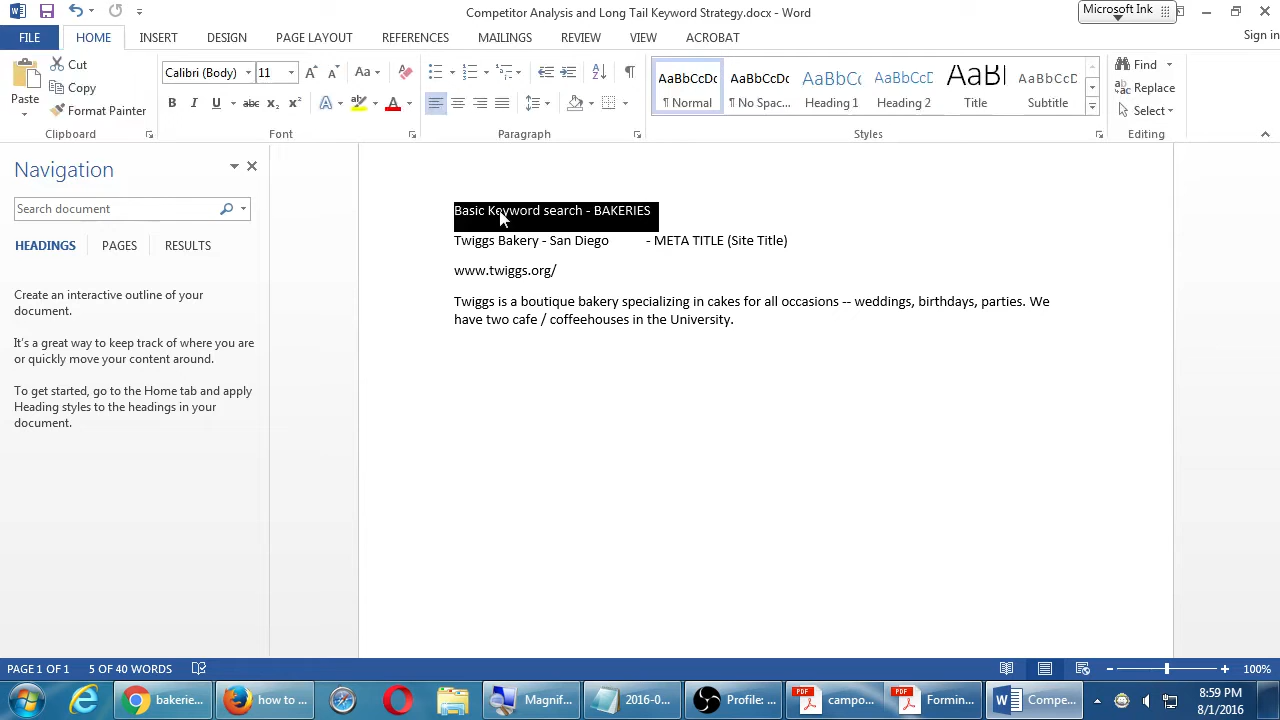 Competitor Analysis and Long Tail Keyword Strategy.docx - Word
Microsoft Ink
FILE HOME INSERT DESIGN PAGE LAYOUT REFERENCES MAILINGS REVIEW VIEW ACROBAT
Sign in
Paste
Cut
Copy
Format Painter
Clipboard
Calibri (Body) 11
Aa
B I U abc x₂ x²
A A
Font
Paragraph
AaBbCcDc AaBbCcDc AaBbCc AaBbCcD AaB AaBbCcD
¶ Normal ¶ No Spac... Heading 1 Heading 2 Title Subtitle
Styles
Find
Replace
Select
Editing
Navigation
Search document
HEADINGS PAGES RESULTS
Create an interactive outline of your
document.
It's a great way to keep track of where you are
or quickly move your content around.
To get started, go to the Home tab and apply
Heading styles to the headings in your
document.
Basic Keyword search - BAKERIES
Twiggs Bakery - San Diego - META TITLE (Site Title)
www.twiggs.org/
Twiggs is a boutique bakery specializing in cakes for all occasions -- weddings, birthdays, parties. We
have two cafe / coffeehouses in the University.
PAGE 1 OF 1 5 OF 40 WORDS
100%
bakerie... how to ... Magnif... 2016-0... Profile: ... campo... Formin... Compe...
8:59 PM
8/1/2016